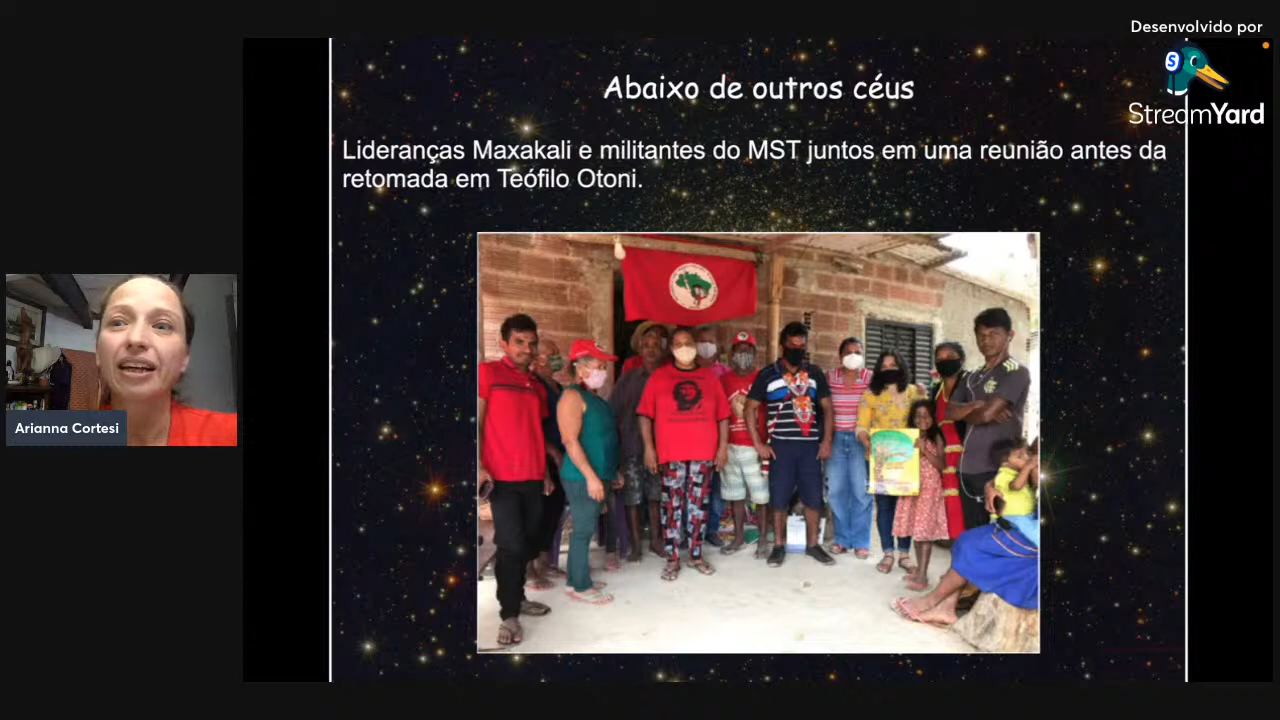 Desenvolvido por
StreamYard
Abaixo de outros céus
Lideranças Maxakali e militantes do MST juntos em uma reunião antes da
retomada em Teófilo Otoni.
Arianna Cortesi